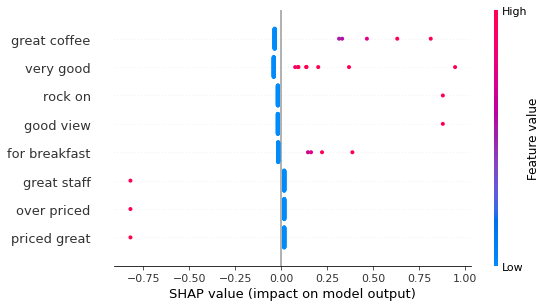 High
great coffee
very good
rock on
good view
for breakfast
great staff
over priced
priced great
Feature value
Low
−0.75 −0.50 −0.25 0.00 0.25 0.50 0.75 1.00
SHAP value (impact on model output)